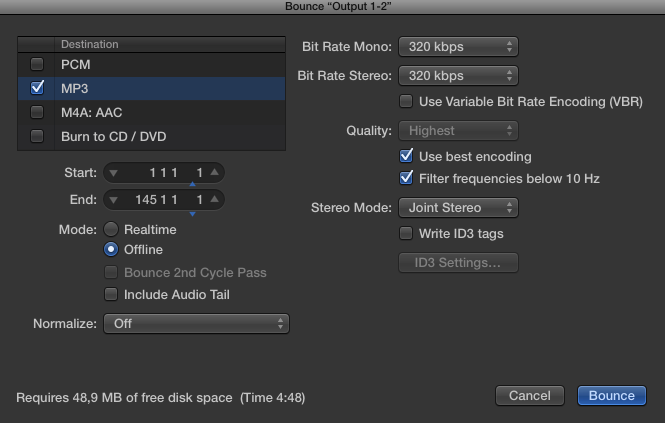 Bounce “Output 1-2”
Destination
PCM
MP3
M4A: AAC
Burn to CD / DVD
Start: 1 1 1 1
End: 145 1 1 1
Mode: Realtime
Offline
Bounce 2nd Cycle Pass
Include Audio Tail
Normalize: Off
Bit Rate Mono: 320 kbps
Bit Rate Stereo: 320 kbps
Use Variable Bit Rate Encoding (VBR)
Quality: Highest
Use best encoding
Filter frequencies below 10 Hz
Stereo Mode: Joint Stereo
Write ID3 tags
ID3 Settings...
Requires 48,9 MB of free disk space (Time 4:48)
Cancel
Bounce